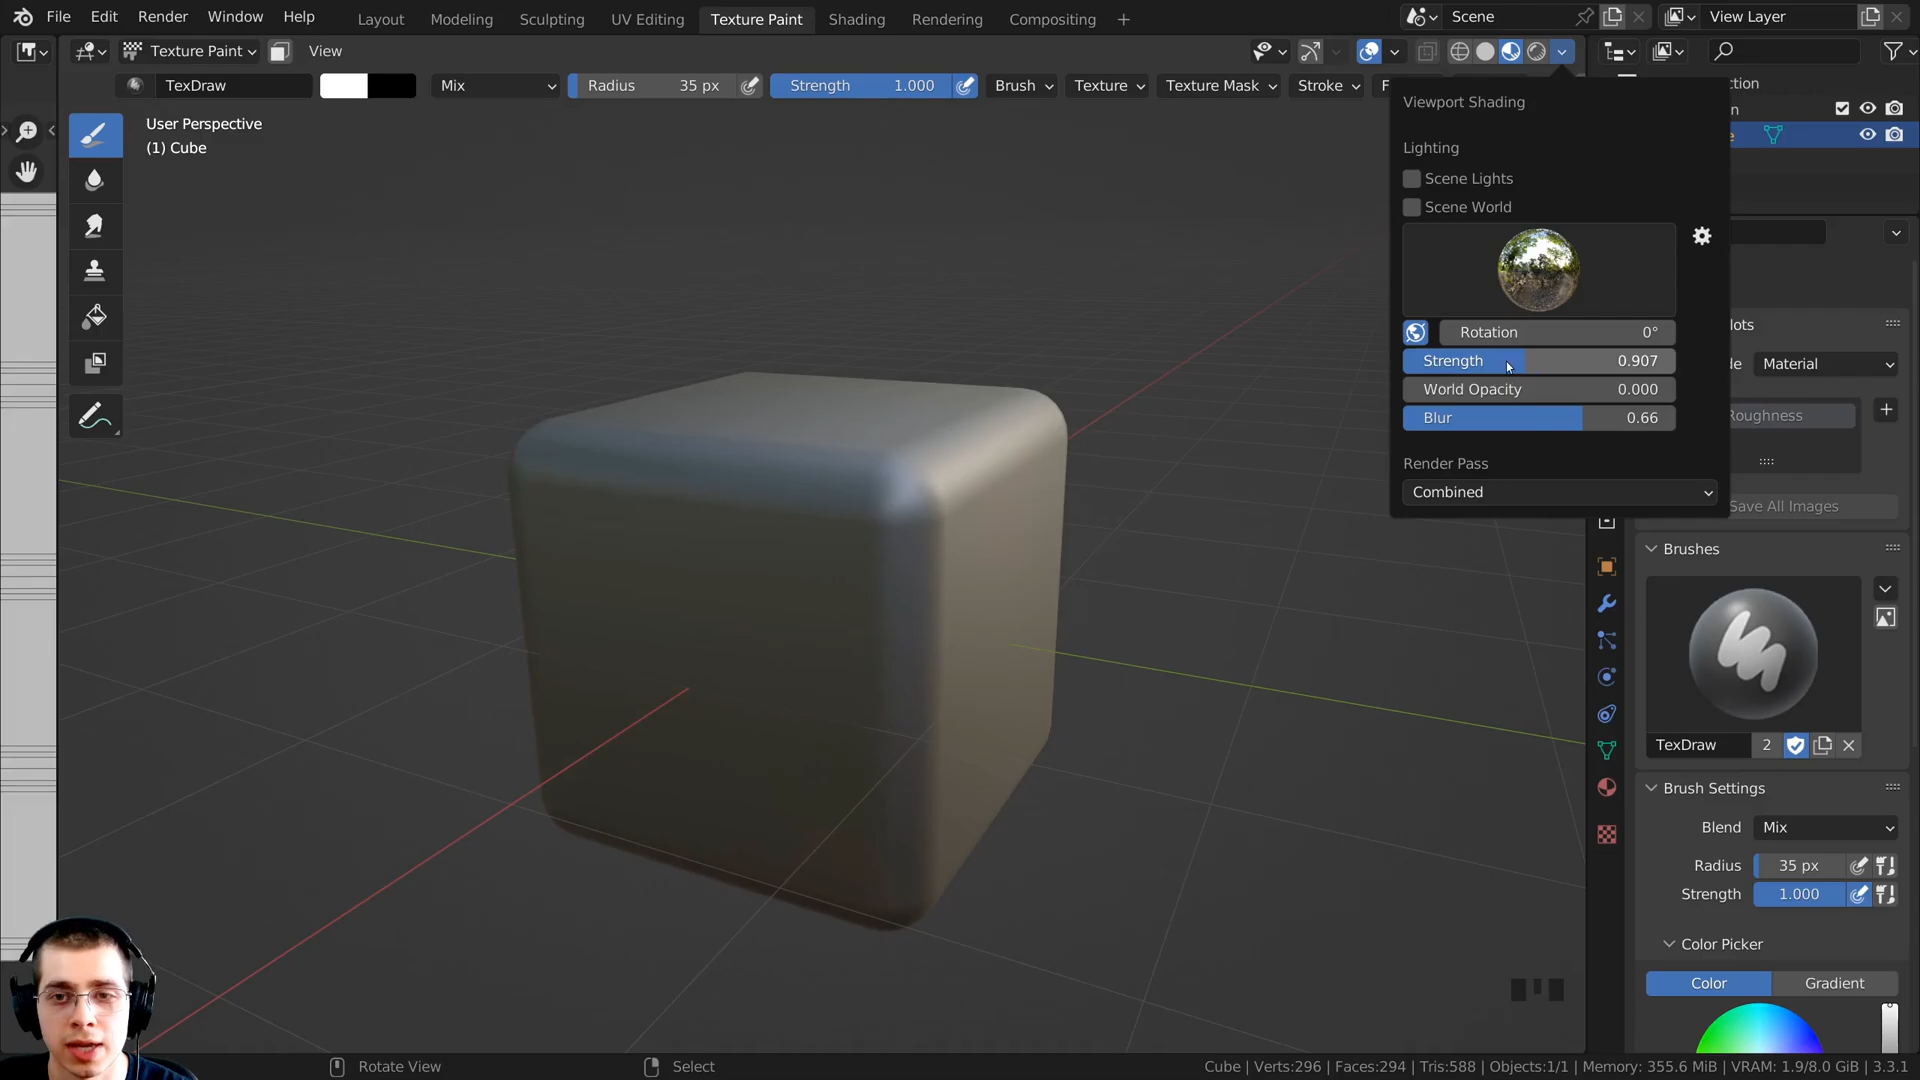 File Edit Render Window Help Layout Modeling Sculpting UV Editing Texture Paint Shading Rendering Compositing + Scene View Layer
Texture Paint View
TexDraw Mix Radius 35 px Strength 1.000 Brush Texture Texture Mask Stroke F
User Perspective
(1) Cube
Viewport Shading
Lighting
Scene Lights
Scene World
Rotation 0°
Strength 0.907
World Opacity 0.000
Blur 0.66
Render Pass
Combined
ction
n
e
lots
de Material
Roughness
Save All Images
Brushes
TexDraw 2
Brush Settings
Blend Mix
Radius 35 px
Strength 1.000
Color Picker
Color Gradient
Rotate View Select Cube | Verts:296 | Faces:294 | Tris:588 | Objects:1/1 | Memory: 355.6 MiB | VRAM: 1.9/8.0 GiB | 3.3.1